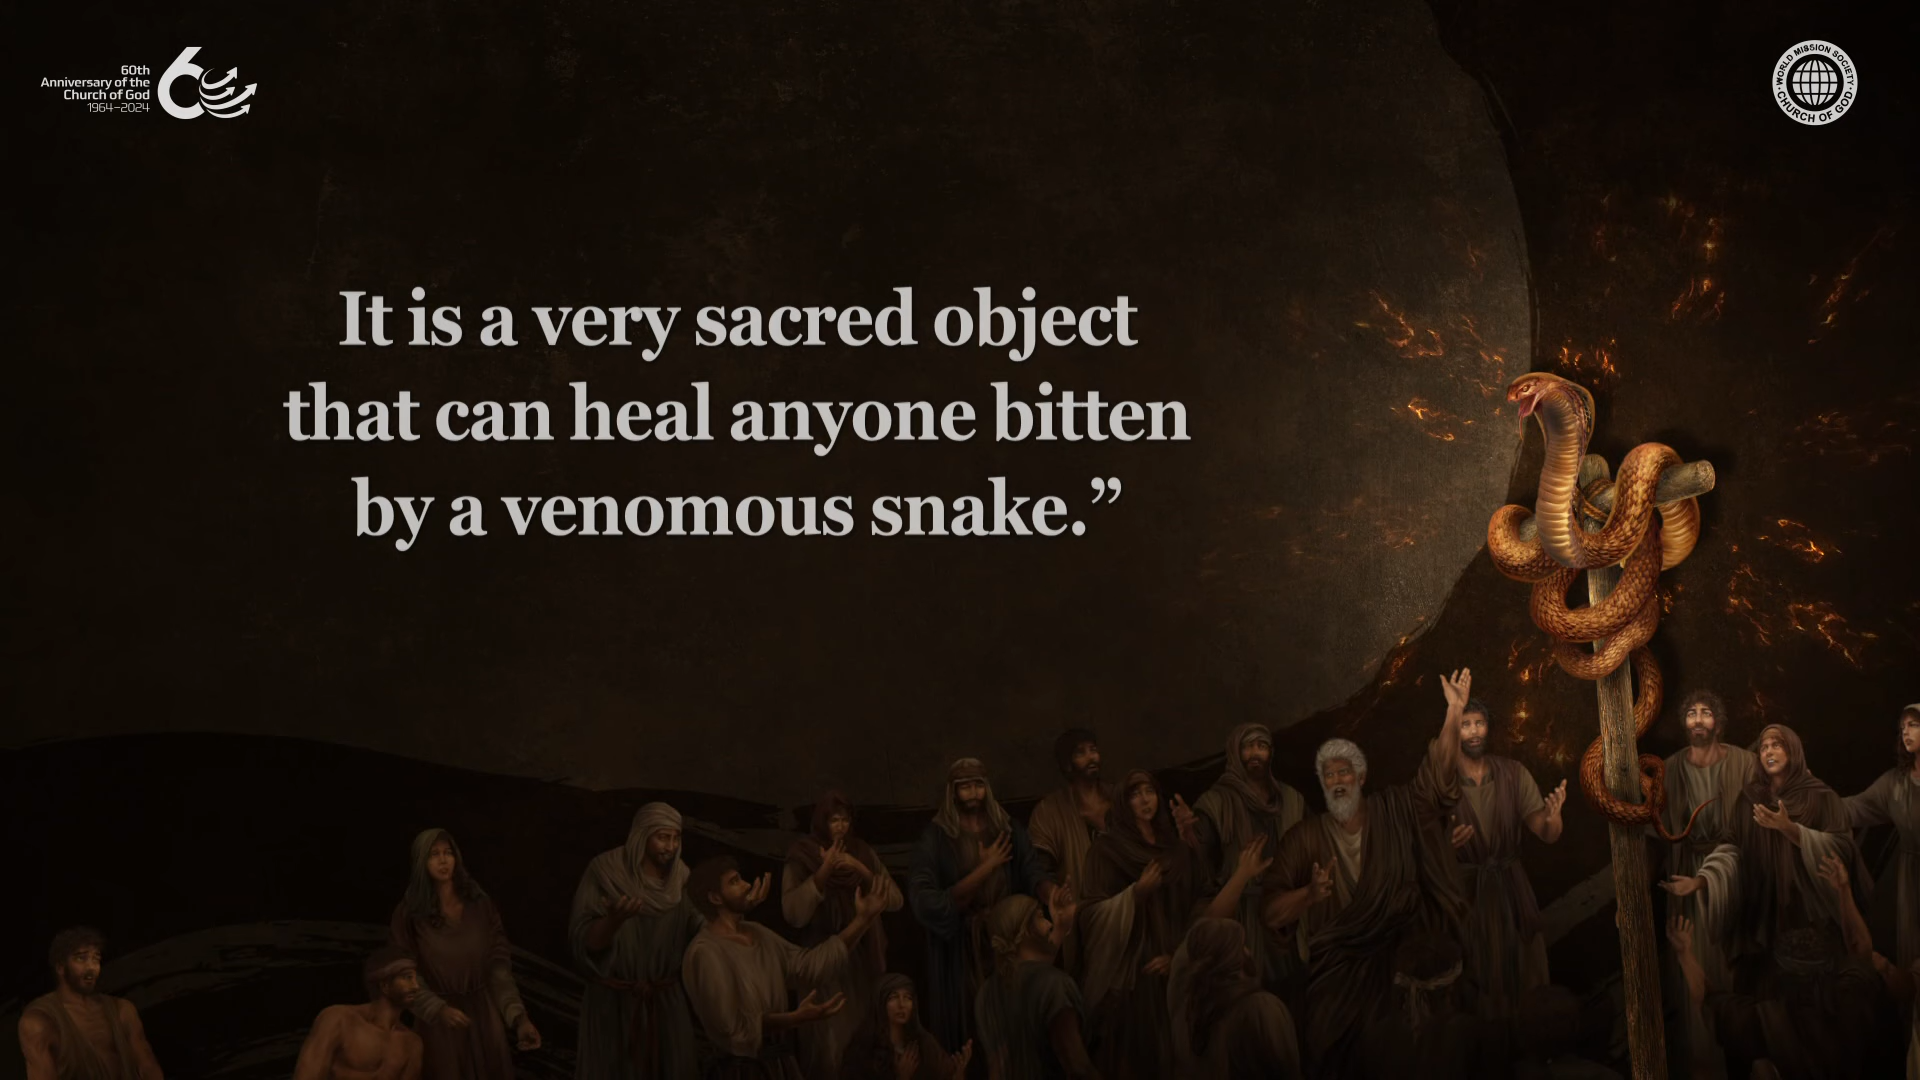 60th
Anniversary of the
Church of God
1964–2024
60
WORLD MISSION SOCIETY
CHURCH OF GOD
It is a very sacred object
that can heal anyone bitten
by a venomous snake.”